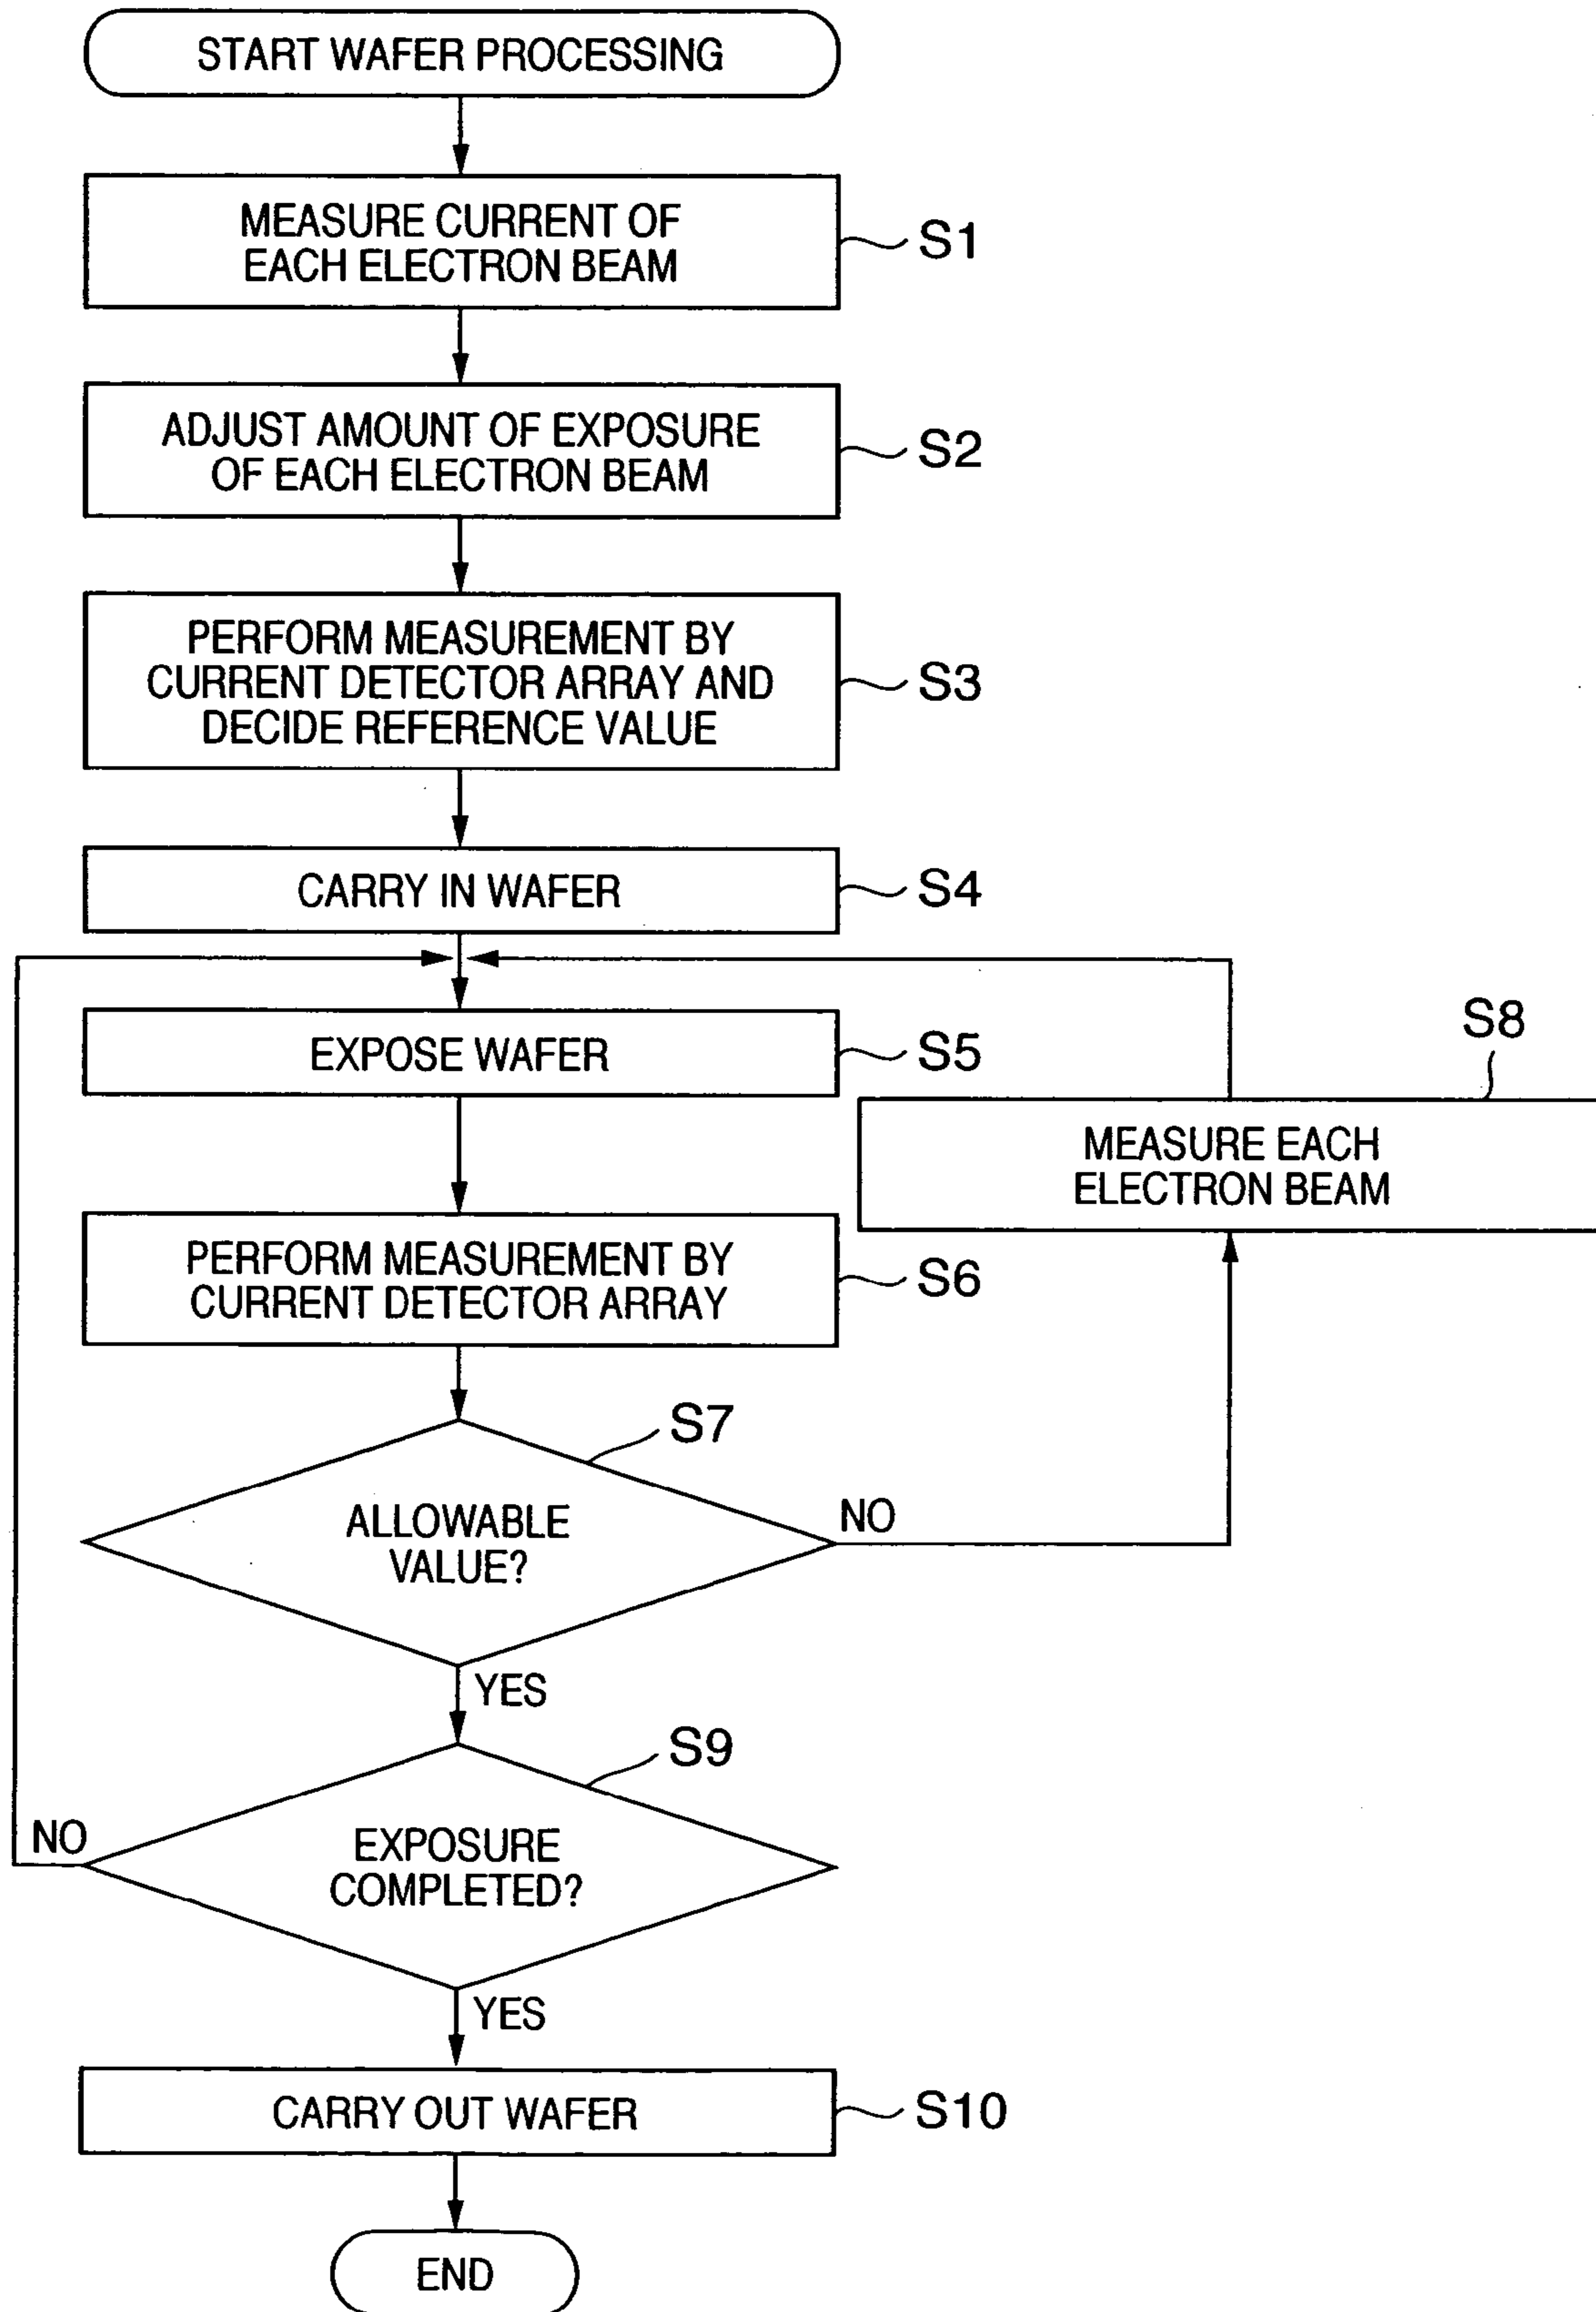 START WAFER PROCESSING
MEASURE CURRENT OF
EACH ELECTRON BEAM
S1
ADJUST AMOUNT OF EXPOSURE
OF EACH ELECTRON BEAM
S2
PERFORM MEASUREMENT BY
CURRENT DETECTOR ARRAY AND
DECIDE REFERENCE VALUE
S3
CARRY IN WAFER
S4
EXPOSE WAFER
S5
S8
MEASURE EACH
ELECTRON BEAM
PERFORM MEASUREMENT BY
CURRENT DETECTOR ARRAY
S6
S7
ALLOWABLE
VALUE?
NO
YES
S9
EXPOSURE
COMPLETED?
NO
YES
CARRY OUT WAFER
S10
END